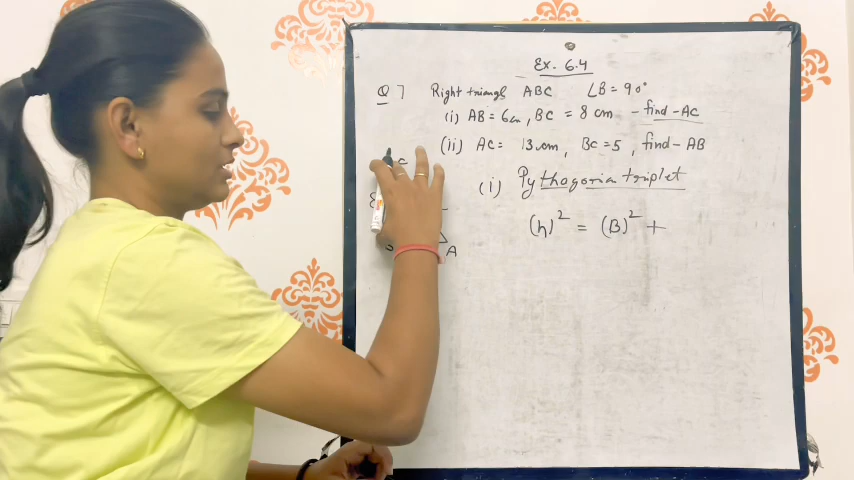 Ex. 6.4
Q 7 Right triangle ABC ∠B = 90°
(i) AB = 6cm, BC = 8 cm - find - AC
(ii) AC = 13 cm, BC = 5, find - AB
(i) Pythagorian triplet
(h)² = (B)² +
C
A